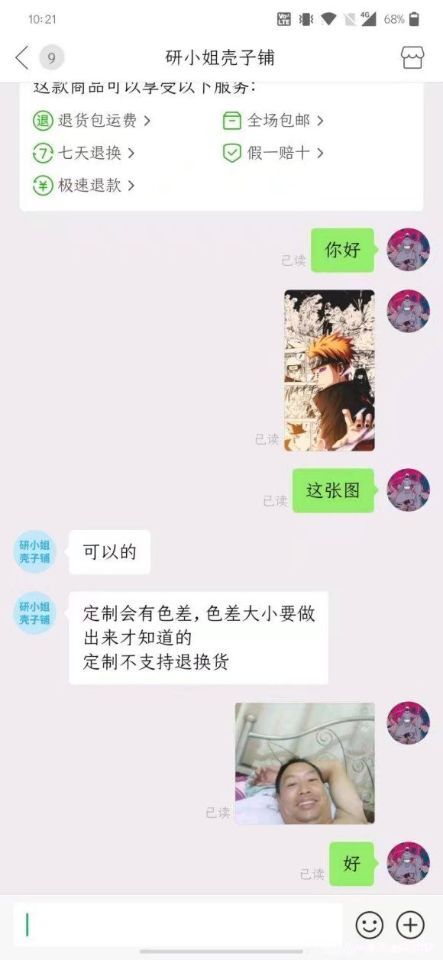 10:21
Vo LTE
4G
68%
9
研小姐壳子铺
这款商品可以享受以下服务:
退 退货包运费 >
全场包邮 >
7 七天退换 >
假一赔十 >
¥ 极速退款 >
你好
已读
已读
这张图
已读
研小姐
壳子铺
可以的
研小姐
壳子铺
定制会有色差,色差大小要做
出来才知道的
定制不支持退换货
已读
好
已读